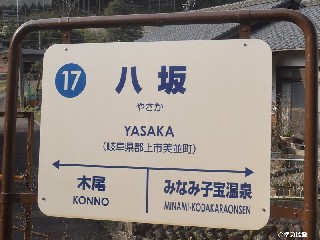 17
八坂
やさか
YASAKA
(岐阜県郡上市美並町)
木尾
KONNO
みなみ子宝温泉
MINAMI-KODAKARAONSEN